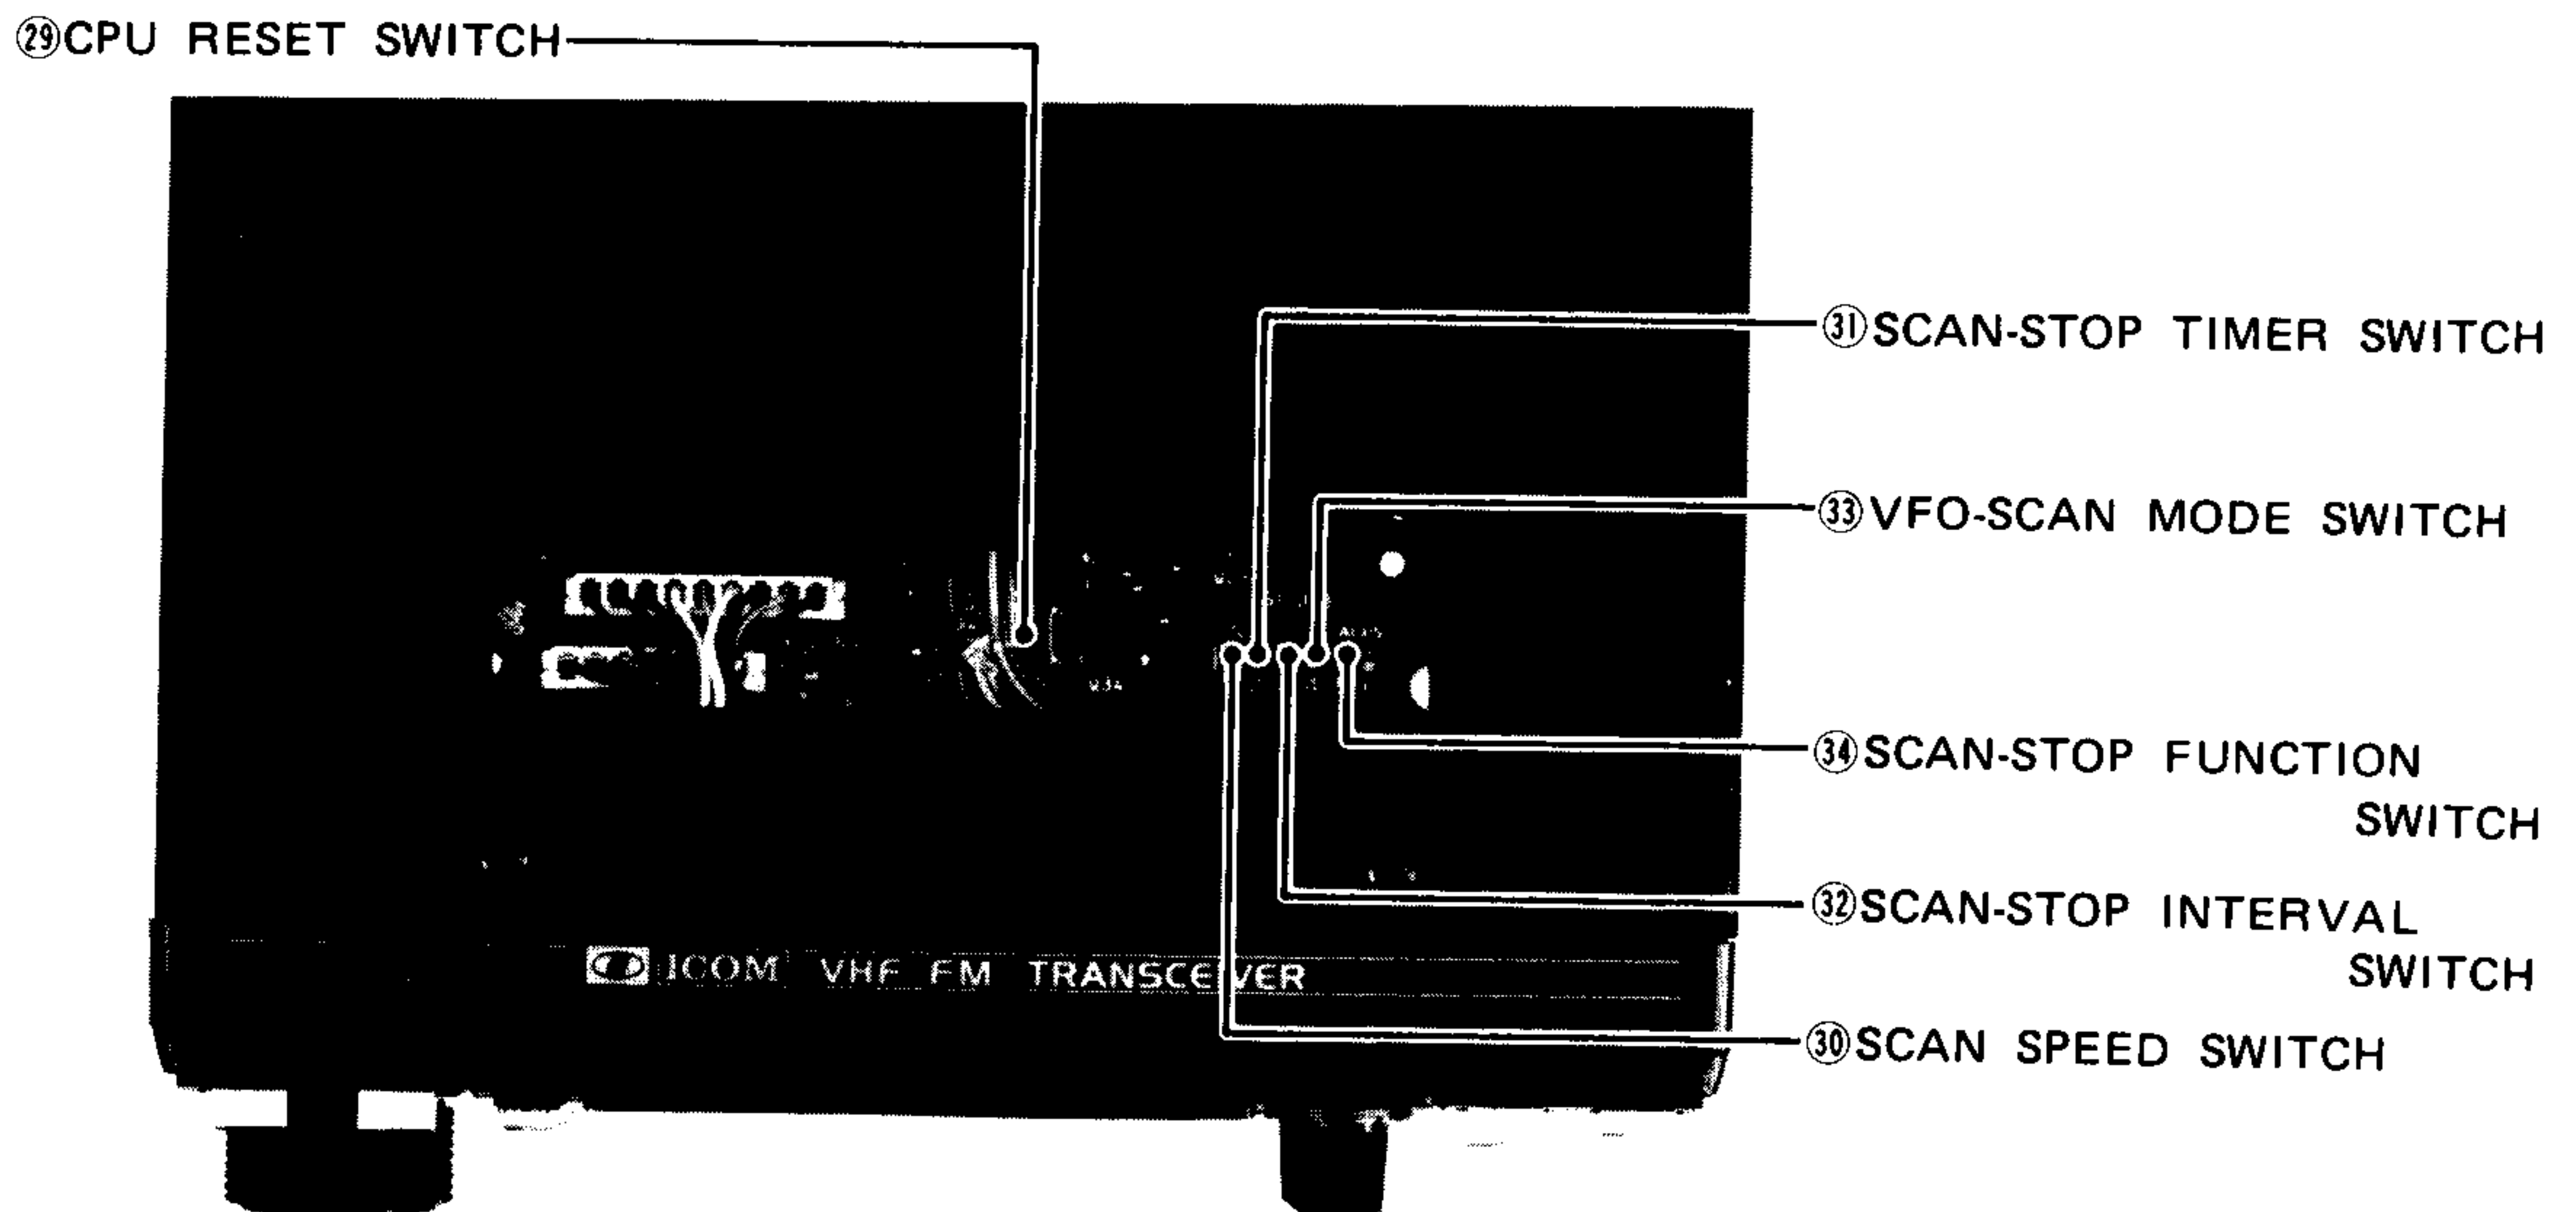 ㉙CPU RESET SWITCH
㉛SCAN-STOP TIMER SWITCH
㉝VFO-SCAN MODE SWITCH
㉞SCAN-STOP FUNCTION
SWITCH
㉜SCAN-STOP INTERVAL
SWITCH
ICOM VHF FM TRANSCEIVER
㉚SCAN SPEED SWITCH